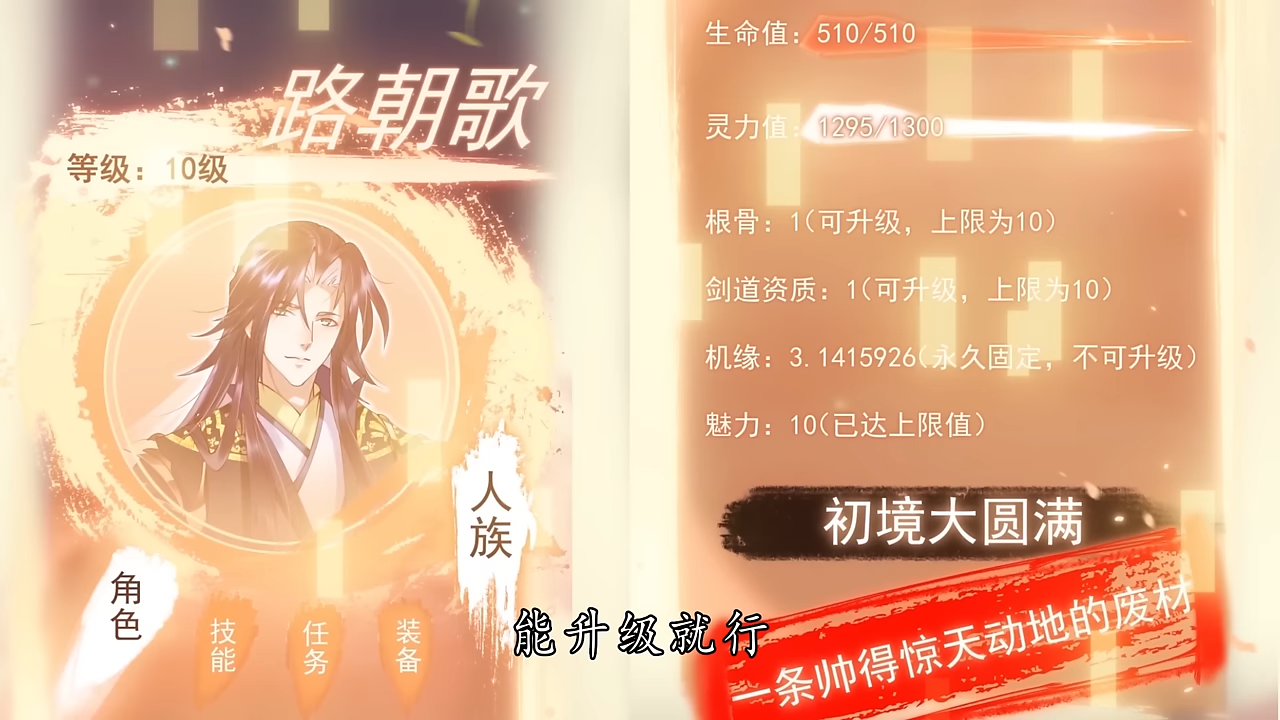 路朝歌
等级：10级
人族
角色
技能
任务
装备
生命值：510/510
灵力值：1295/1300
根骨：1(可升级，上限为10)
剑道资质：1(可升级，上限为10)
机缘：3.1415926(永久固定，不可升级)
魅力：10(已达上限值)
初境大圆满
一条帅得惊天动地的废材
能升级就行